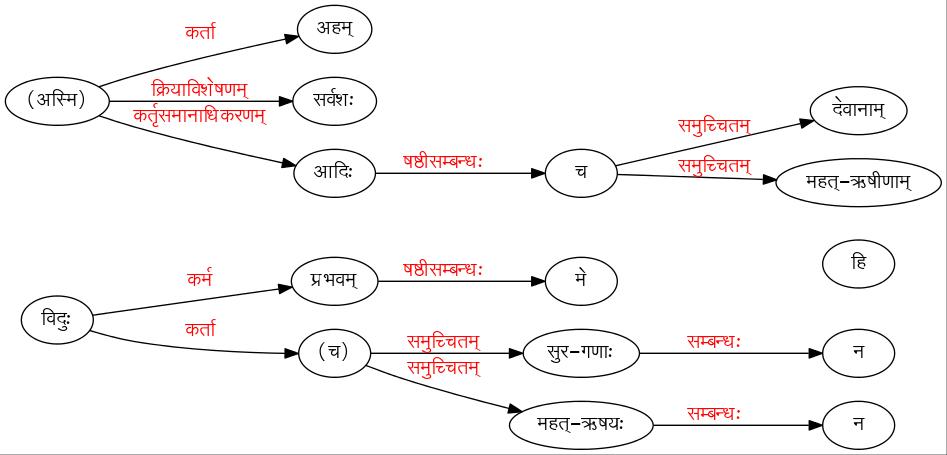 कर्ता
अहम्
(अस्मि)
क्रियाविशेषणम्
सर्वशः
कर्तृसमानाधिकरणम्
आदिः
षष्ठीसम्बन्धः
च
समुच्चितम्
देवानाम्
समुच्चितम्
महत्-ऋषीणाम्
हि
विदुः
कर्म
प्रभवम्
षष्ठीसम्बन्धः
मे
कर्ता
(च)
समुच्चितम्
सुर-गणाः
सम्बन्धः
न
समुच्चितम्
महत्-ऋषयः
सम्बन्धः
न